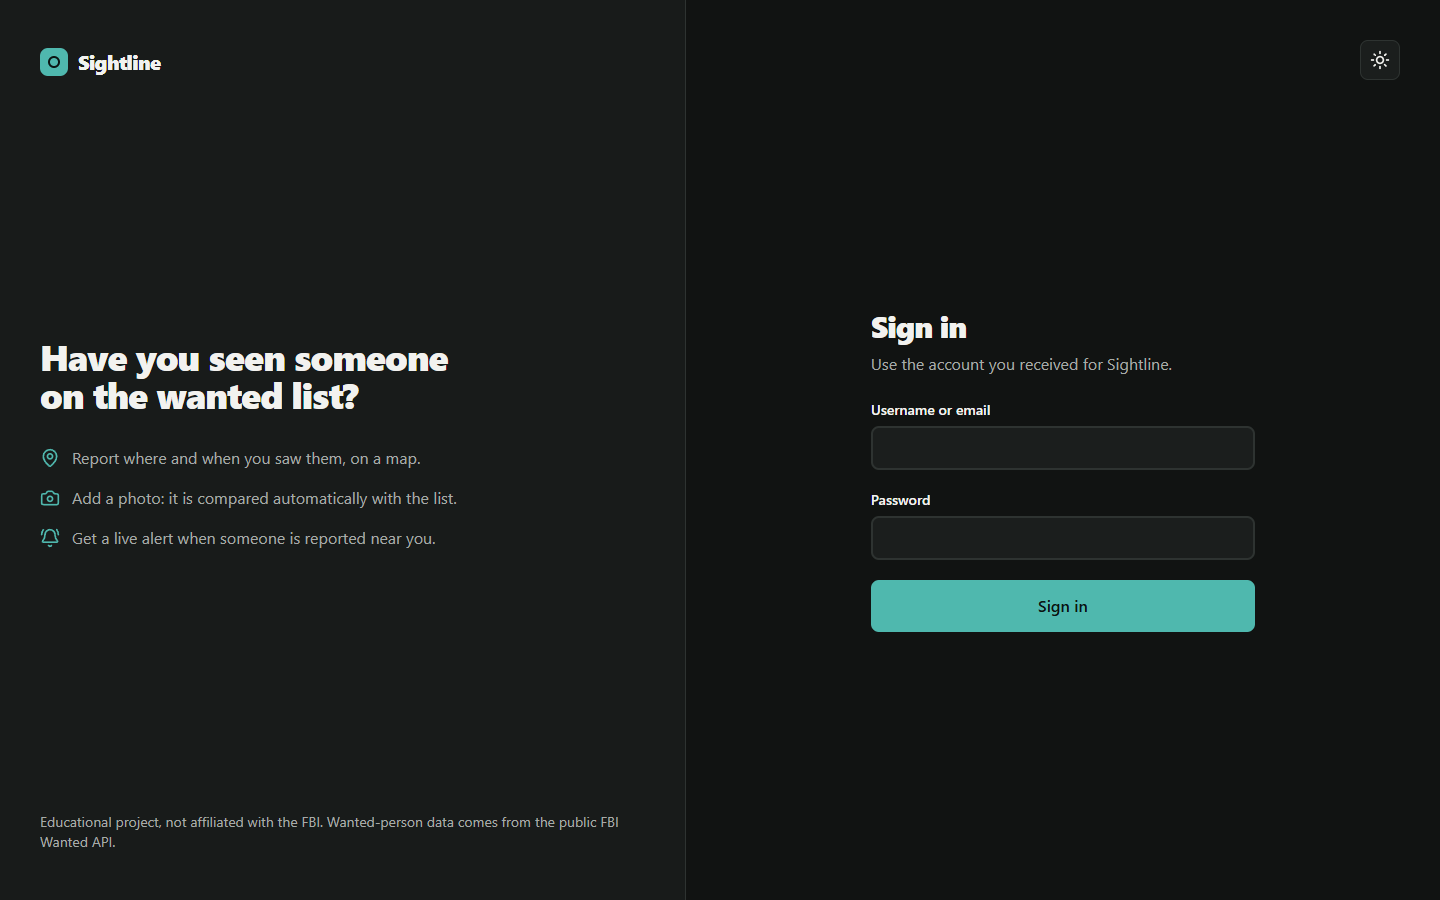 Sightline
Have you seen someone
on the wanted list?
Report where and when you saw them, on a map.
Add a photo: it is compared automatically with the list.
Get a live alert when someone is reported near you.
Educational project, not affiliated with the FBI. Wanted-person data comes from the public FBI
Wanted API.
Sign in
Use the account you received for Sightline.
Username or email
Password
Sign in